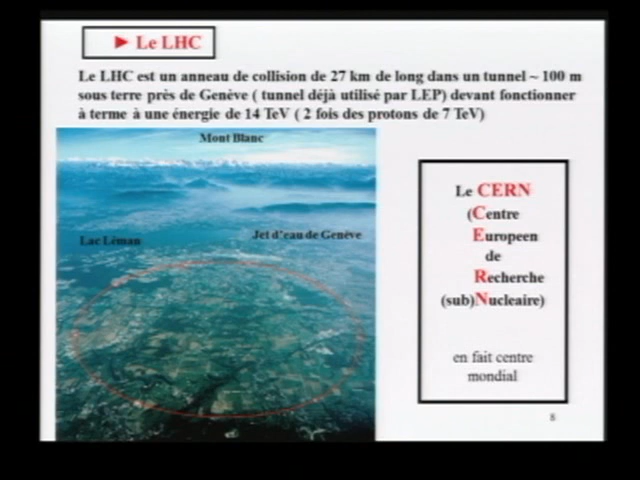 ► Le LHC
Le LHC est un anneau de collision de 27 km de long dans un tunnel ~ 100 m
sous terre près de Genève ( tunnel déjà utilisé par LEP) devant fonctionner
à terme à une énergie de 14 TeV ( 2 fois des protons de 7 TeV)
Mont Blanc
Lac Léman
Jet d'eau de Genève
Le CERN
(Centre
Europeen
de
Recherche
(sub)Nucleaire)
en fait centre
mondial
8